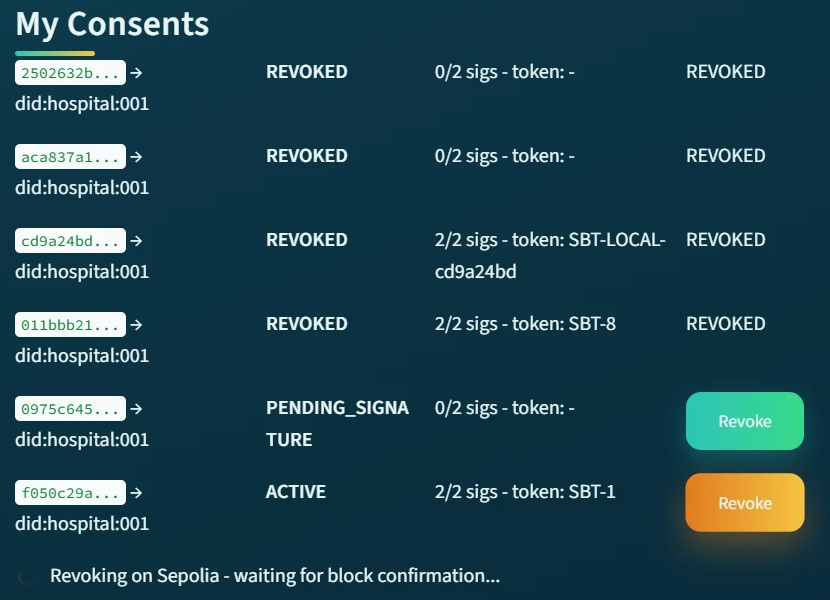 My Consents
2502632b... → REVOKED 0/2 sigs - token: - REVOKED
did:hospital:001
aca837a1... → REVOKED 0/2 sigs - token: - REVOKED
did:hospital:001
cd9a24bd... → REVOKED 2/2 sigs - token: SBT-LOCAL- REVOKED
did:hospital:001 cd9a24bd
011bbb21... → REVOKED 2/2 sigs - token: SBT-8 REVOKED
did:hospital:001
0975c645... → PENDING_SIGNA 0/2 sigs - token: - Revoke
did:hospital:001 TURE
f050c29a... → ACTIVE 2/2 sigs - token: SBT-1 Revoke
did:hospital:001
Revoking on Sepolia - waiting for block confirmation...